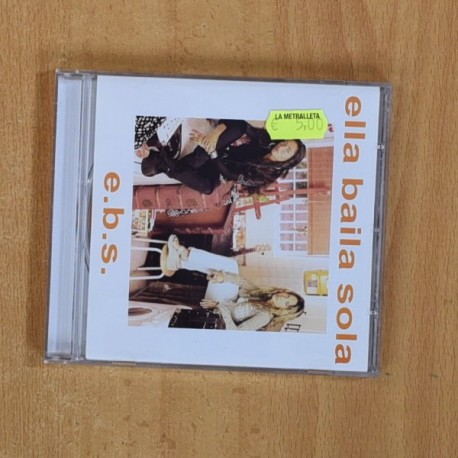 ella baila sola
LA METRALLETA
€ 5,00
e.b.s.